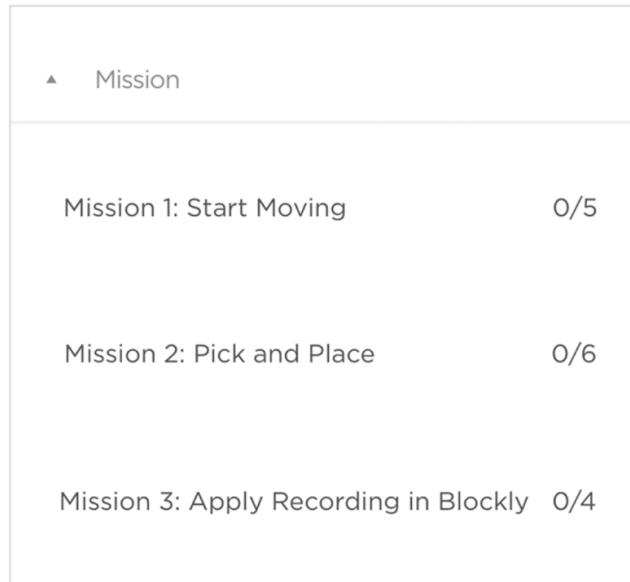 Mission
Mission 1: Start Moving 0/5
Mission 2: Pick and Place 0/6
Mission 3: Apply Recording in Blockly 0/4